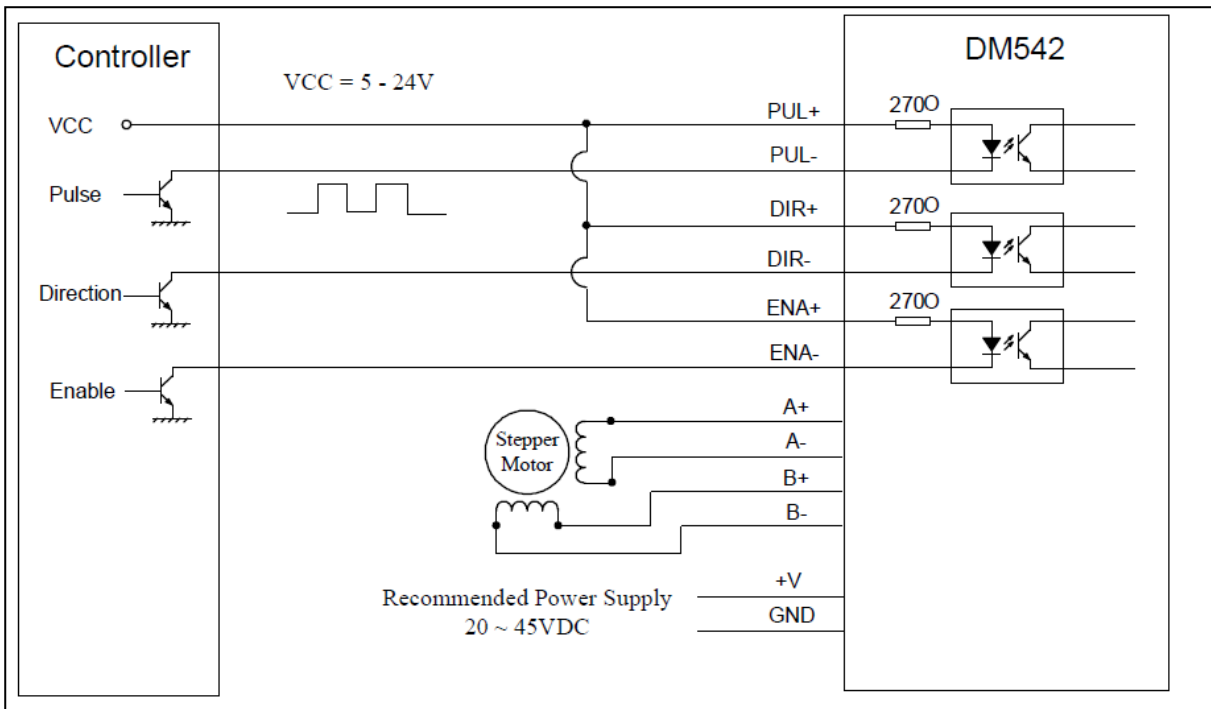 Controller
DM542
VCC = 5 - 24V
VCC
PUL+
270O
PUL-
Pulse
DIR+
270O
DIR-
Direction
ENA+
270O
ENA-
Enable
A+
Stepper
Motor
A-
B+
B-
+V
Recommended Power Supply
20 ~ 45VDC
GND